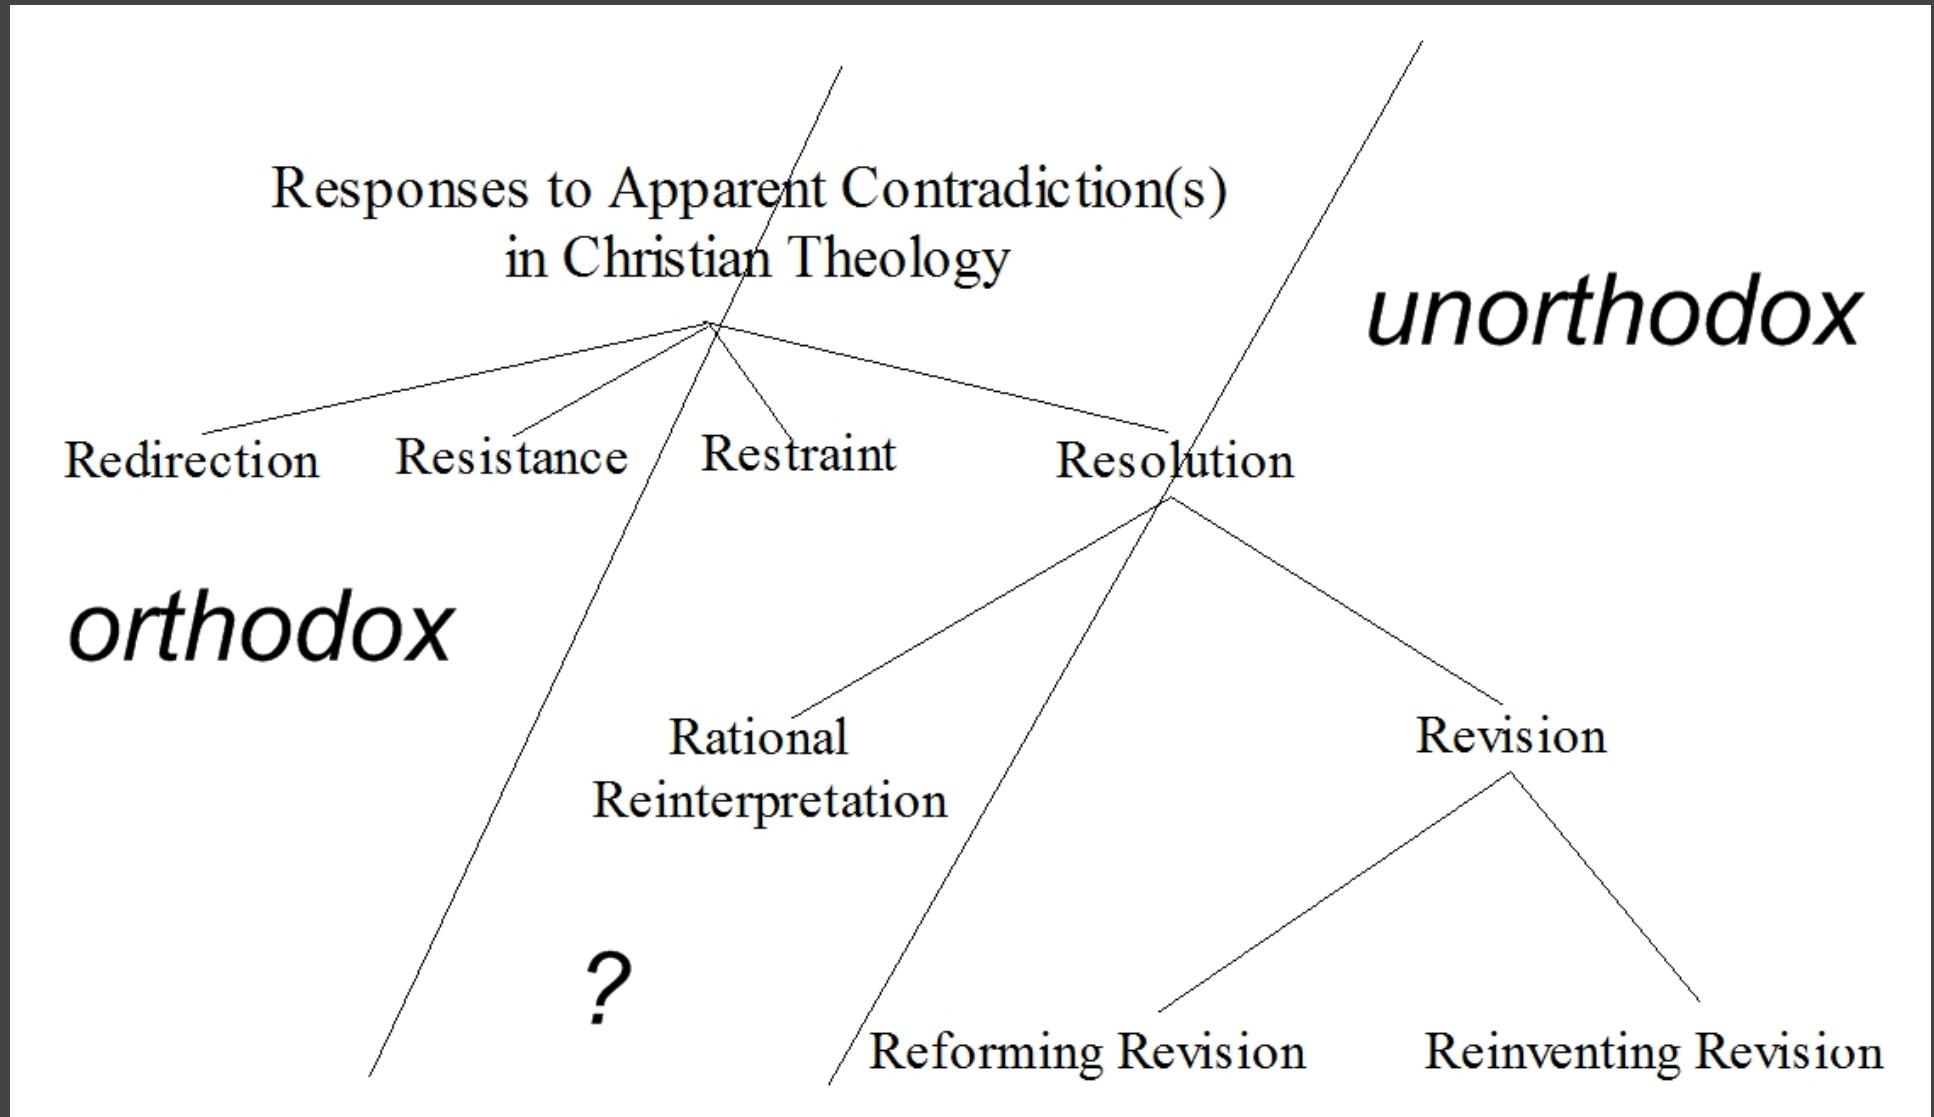 Responses to Apparent Contradiction(s)
in Christian Theology
unorthodox
Redirection
Resistance
Restraint
Resolution
orthodox
Rational
Reinterpretation
Revision
?
Reforming Revision
Reinventing Revision